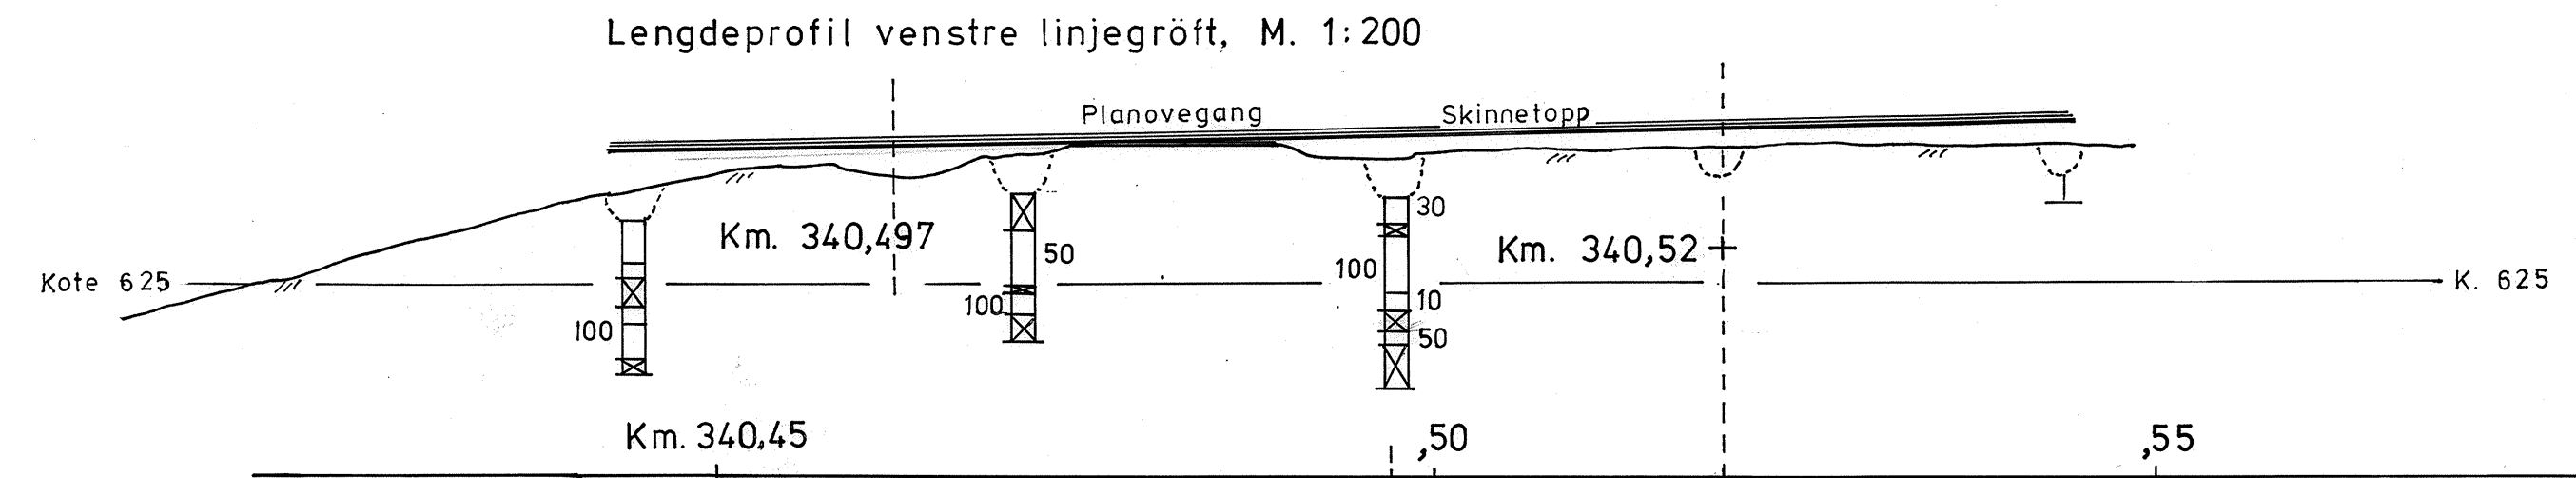 Lengdeprofil venstre linjegröft, M. 1:200
Planovegang Skinnetopp
30
Km. 340,497 50 Km. 340,52
Kote 625 100 K. 625
100 10
100 50
Km. 340,45 ,50 ,55